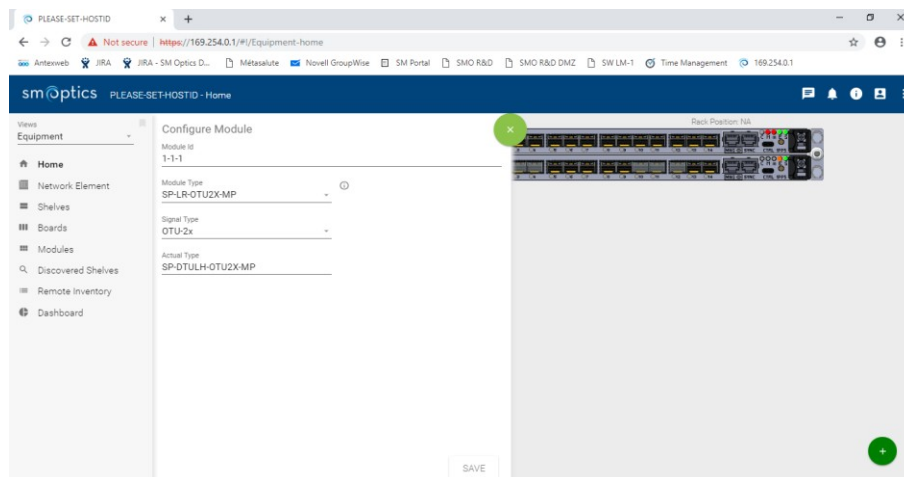 PLEASE-SET-HOSTID
Not secure | https://169.254.0.1/#!/Equipment-home
Antexweb JIRA JIRA - SM Optics D... Métasalute Novell GroupWise SM Portal SMO R&D SMO R&D DMZ SW LM-1 Time Management 169.254.0.1
smoptics PLEASE-SET-HOSTID - Home
Views
Equipment
Home
Network Element
Shelves
Boards
Modules
Discovered Shelves
Remote Inventory
Dashboard
Configure Module
Module Id
1-1-1
Module Type
SP-LR-OTU2X-MP
Signal Type
OTU-2x
Actual Type
SP-DTULH-OTU2X-MP
SAVE
Rack Position: NA